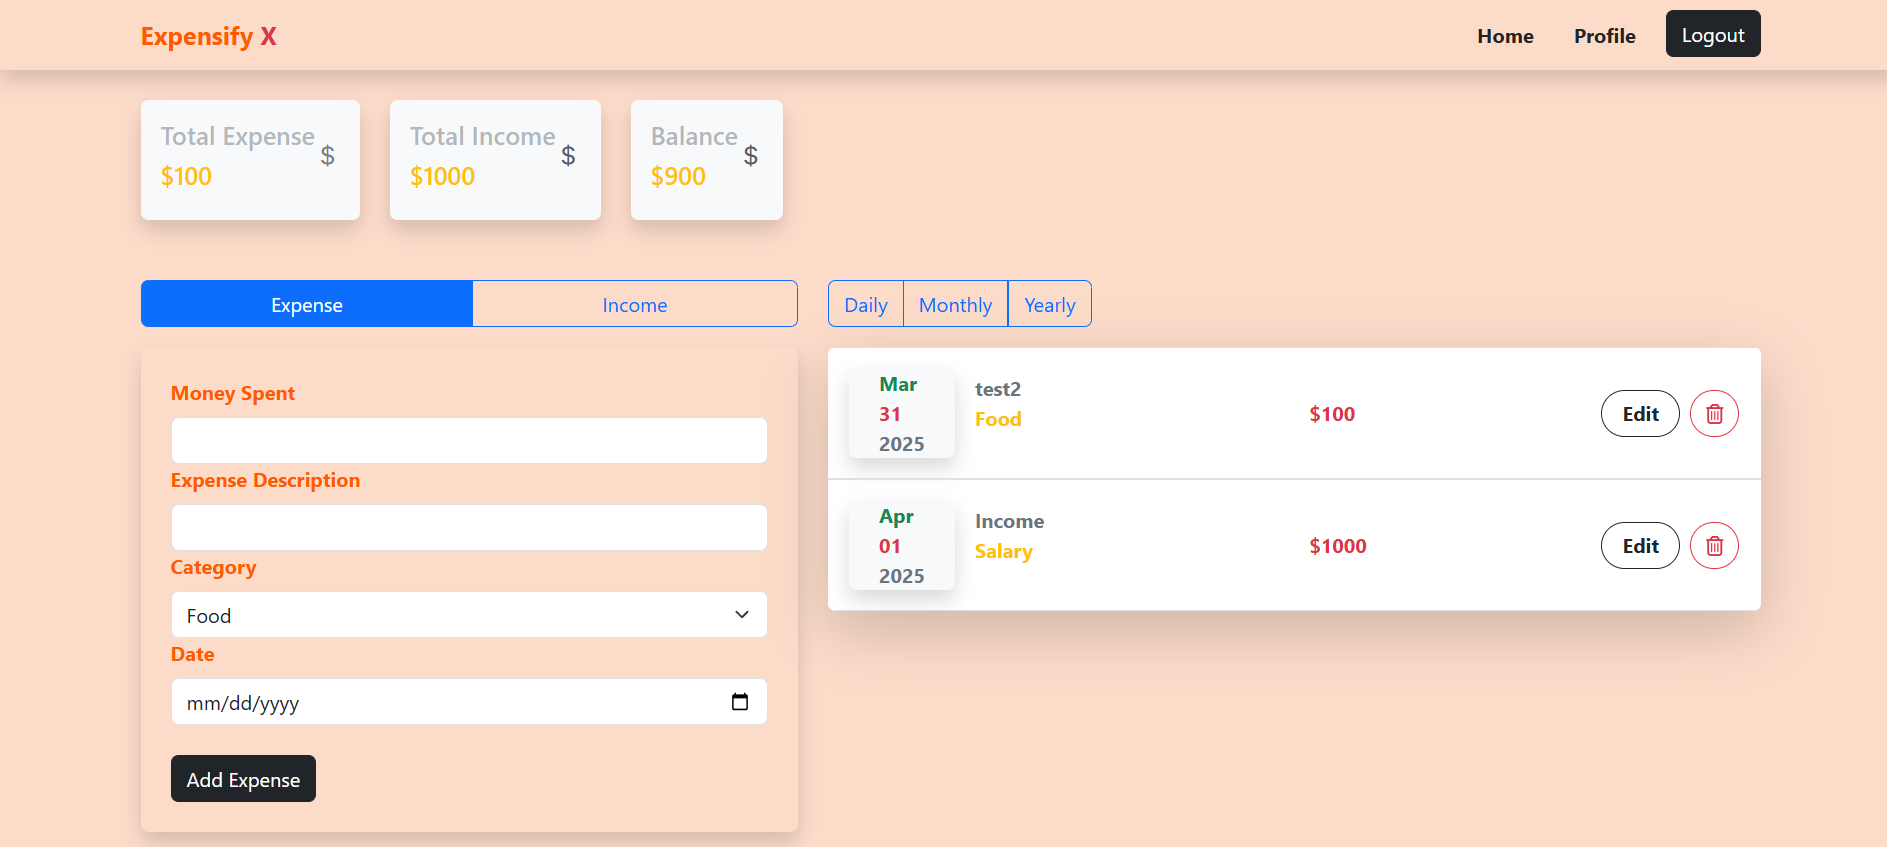 Expensify X
Home Profile Logout
Total Expense
$100
$
Total Income
$1000
$
Balance
$900
$
Expense Income
Daily Monthly Yearly
Money Spent
Expense Description
Category
Food
Date
mm/dd/yyyy
Add Expense
Mar
31
2025
test2
Food
$100
Edit
Apr
01
2025
Income
Salary
$1000
Edit